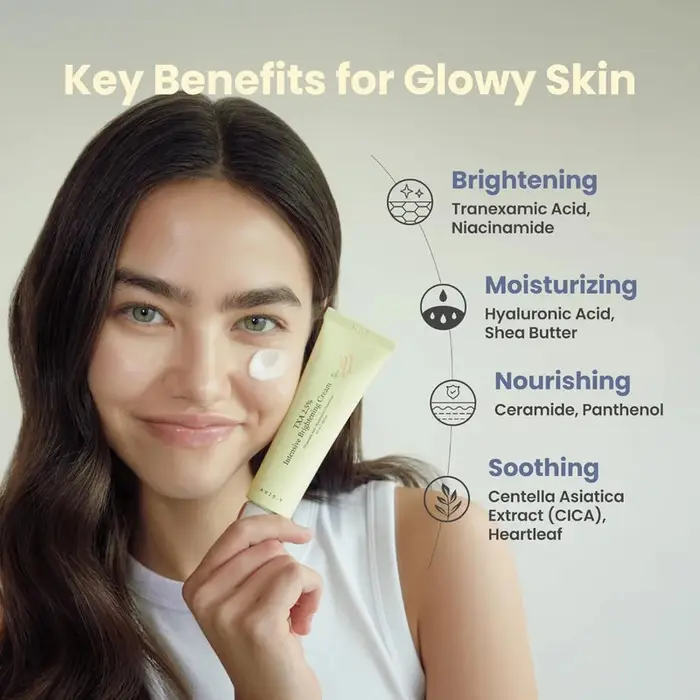 Key Benefits for Glowy Skin
Brightening
Tranexamic Acid,
Niacinamide
Moisturizing
Hyaluronic Acid,
Shea Butter
Nourishing
Ceramide, Panthenol
Soothing
Centella Asiatica
Extract (CICA),
Heartleaf
TXA 2.5%
Intensive Brightening Cream